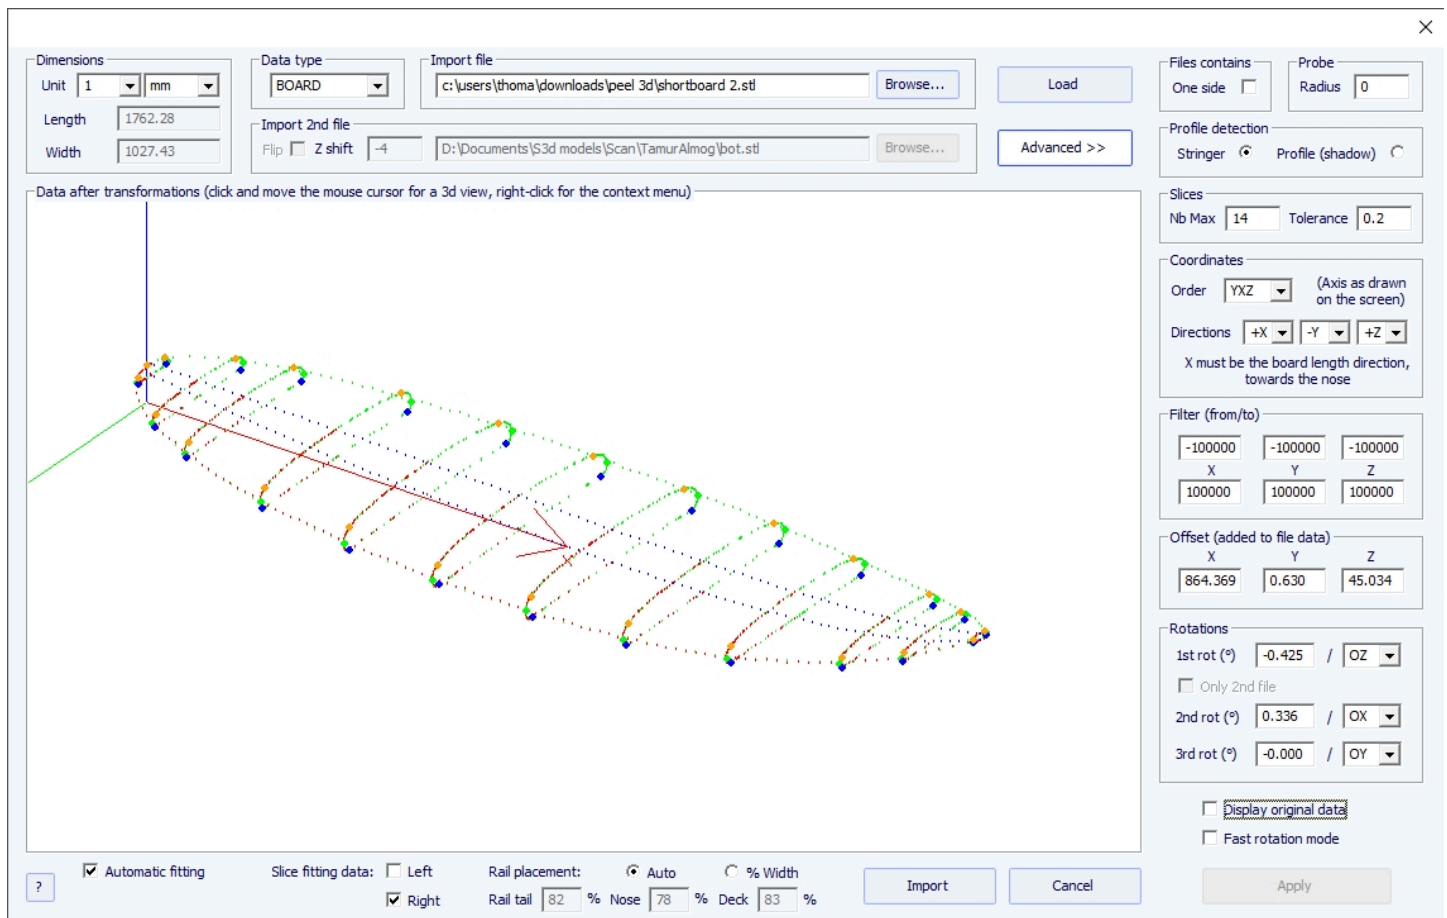 Dimensions
Unit 1 mm
Length 1762.28
Width 1027.43
Data type
BOARD
Import file
c:\users\thoma\downloads\peel 3d\shortboard 2.stl Browse...
Import 2nd file
Flip Z shift -4 D:\Documents\S3d models\Scan\TamurAlmog\bot.stl Browse...
Load
Advanced >>
Data after transformations (click and move the mouse cursor for a 3d view, right-click for the context menu)
Files contains
One side
Probe
Radius 0
Profile detection
Stringer Profile (shadow)
Slices
Nb Max 14 Tolerance 0.2
Coordinates
Order YXZ (Axis as drawn
on the screen)
Directions +X -Y +Z
X must be the board length direction,
towards the nose
Filter (from/to)
-100000 -100000 -100000
X Y Z
100000 100000 100000
Offset (added to file data)
X Y Z
864.369 0.630 45.034
Rotations
1st rot (°) -0.425 / OZ
Only 2nd file
2nd rot (°) 0.336 / OX
3rd rot (°) -0.000 / OY
Display original data
Fast rotation mode
? Automatic fitting
Slice fitting data: Left
Right
Rail placement: Auto % Width
Rail tail 82 % Nose 78 % Deck 83 %
Import Cancel Apply